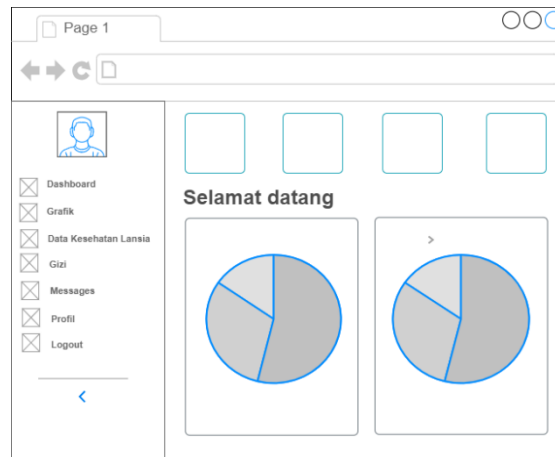 Page 1
Dashboard
Grafik
Data Kesehatan Lansia
Gizi
Messages
Profil
Logout
Selamat datang